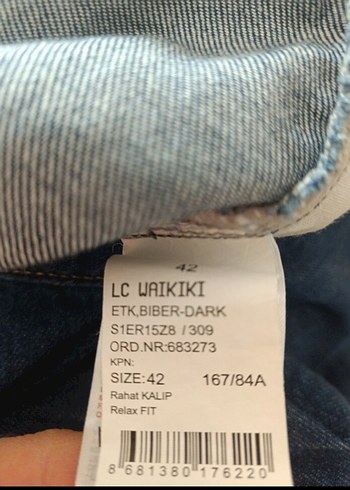 42
LC WAIKIKI
ETK,BIBER-DARK
S1ER15Z8 /309
ORD.NR:683273
KPN:
SIZE:42 167/84A
Rahat KALIP
Relax FIT
8 681380 176220